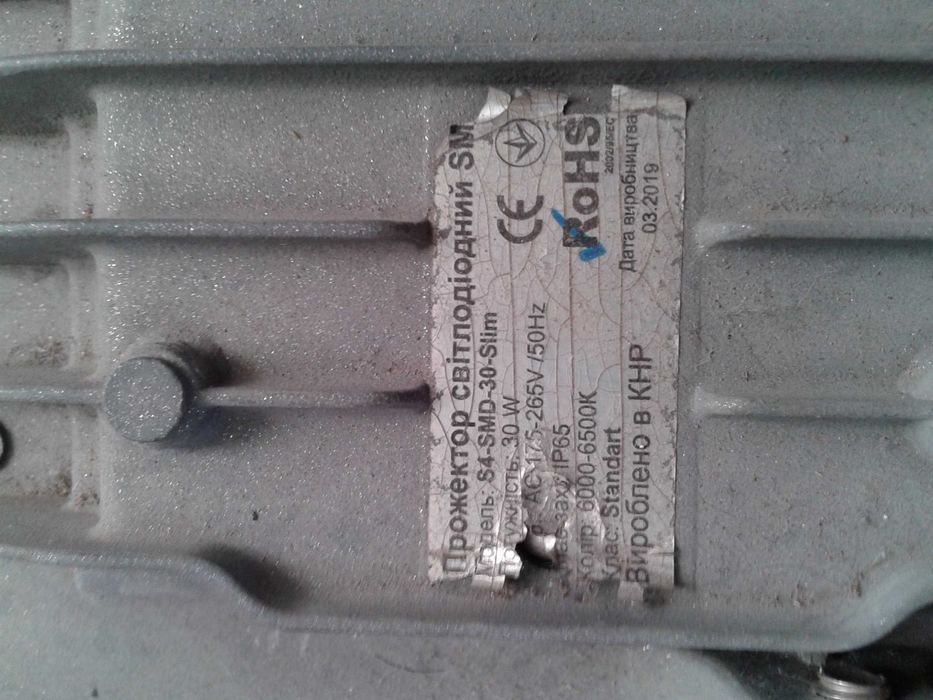 Прожектор світлодіодний SM
Модель: S4-SMD-30-Slim
Потужність: 30 W
AC 175-265V /50Hz
IP65
Колір: 6000-6500K
Клас: Standart
Вироблено в КНР
CE
RoHS
2002/95/EC
Дата виробництва
03.2019